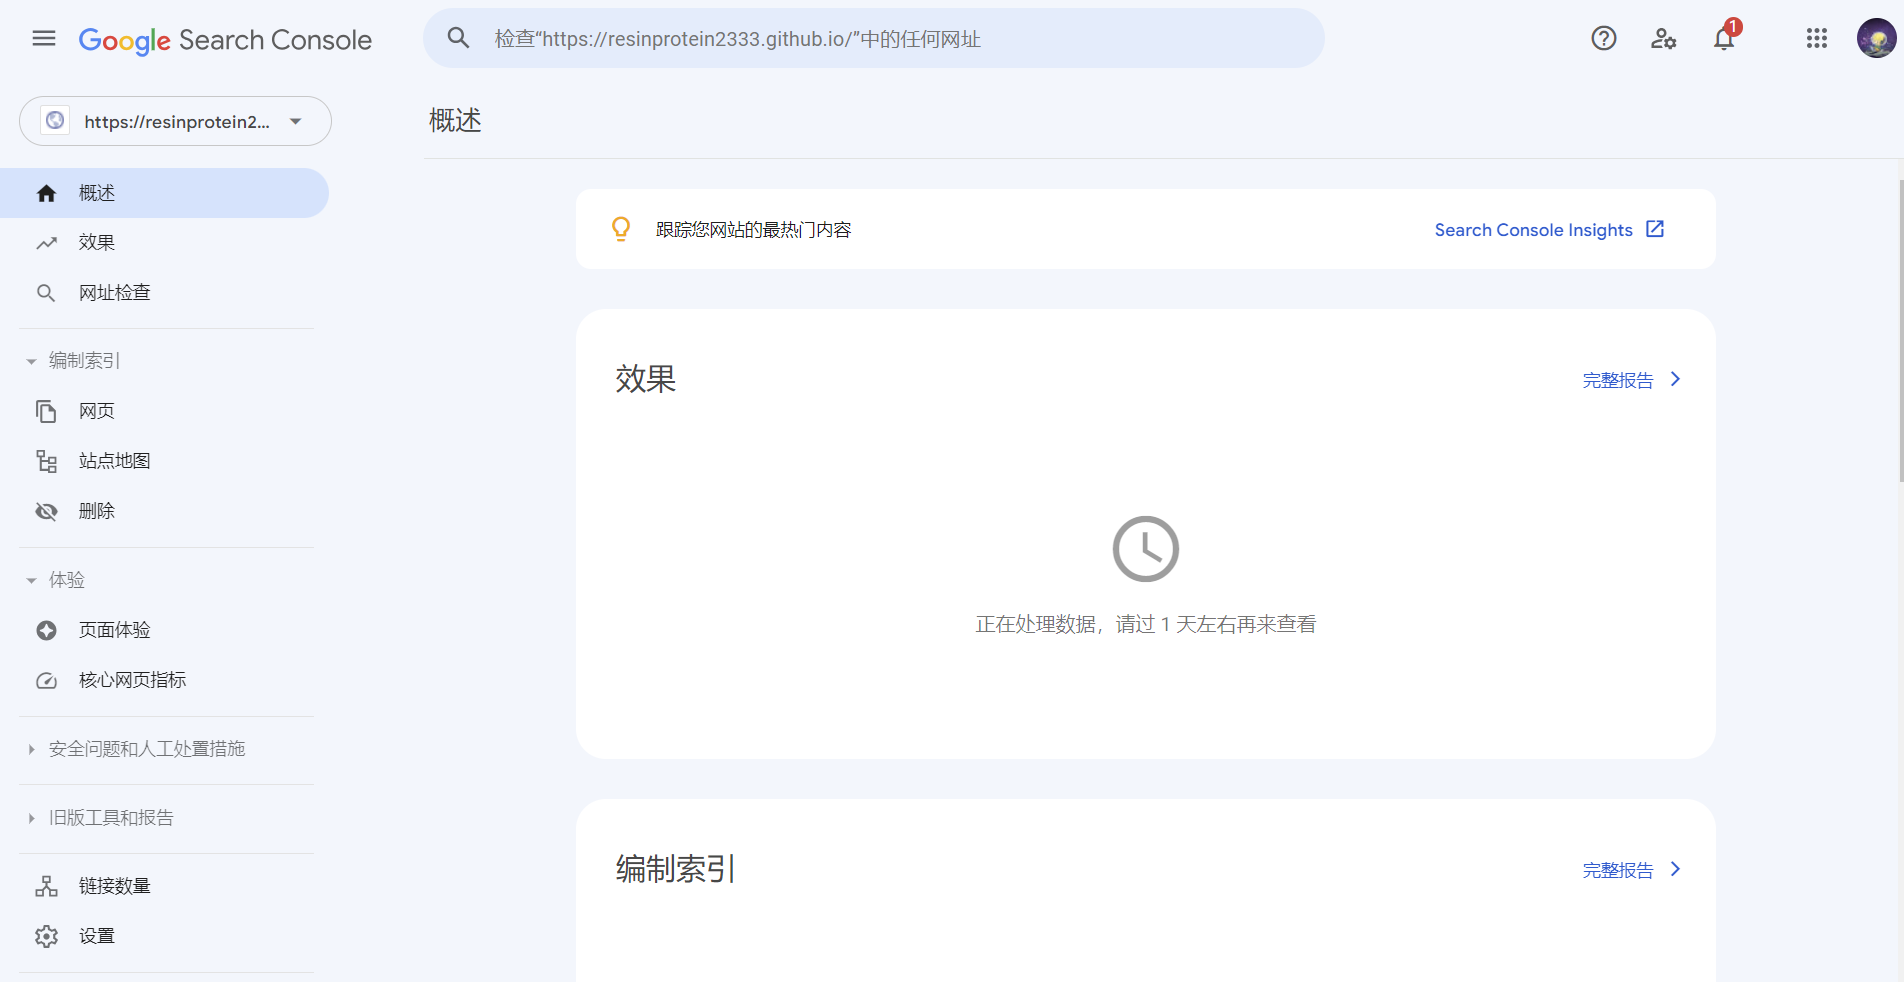 Google Search Console
检查“https://resinprotein2333.github.io/”中的任何网址
1
https://resinprotein2...
概述
概述
效果
网址检查
编制索引
网页
站点地图
删除
体验
页面体验
核心网页指标
安全问题和人工处置措施
旧版工具和报告
链接数量
设置
跟踪您网站的最热门内容
Search Console Insights
效果
完整报告
正在处理数据，请过 1 天左右再来查看
编制索引
完整报告